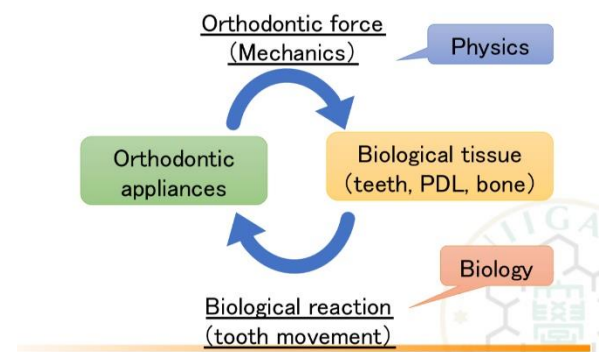 Orthodontic force
(Mechanics)
Physics
Orthodontic
appliances
Biological tissue
(teeth, PDL, bone)
Biology
Biological reaction
(tooth movement)